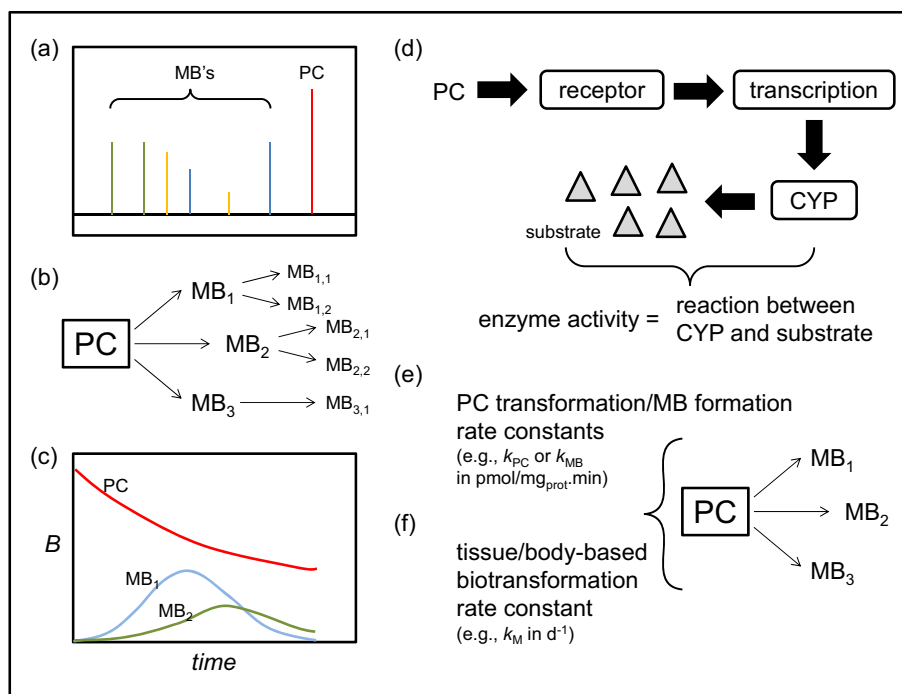 (a)
MB's
PC
(b)
PC
MB1
MB1,1
MB1,2
MB2
MB2,1
MB2,2
MB3
MB3,1
(c)
PC
B
MB1
MB2
time
(d)
PC
receptor
transcription
CYP
substrate
enzyme activity =
reaction between
CYP and substrate
(e)
PC transformation/MB formation
rate constants
(e.g., kPC or kMB
in pmol/mgprot.min)
(f)
tissue/body-based
biotransformation
rate constant
(e.g., kM in d-1)
PC
MB1
MB2
MB3